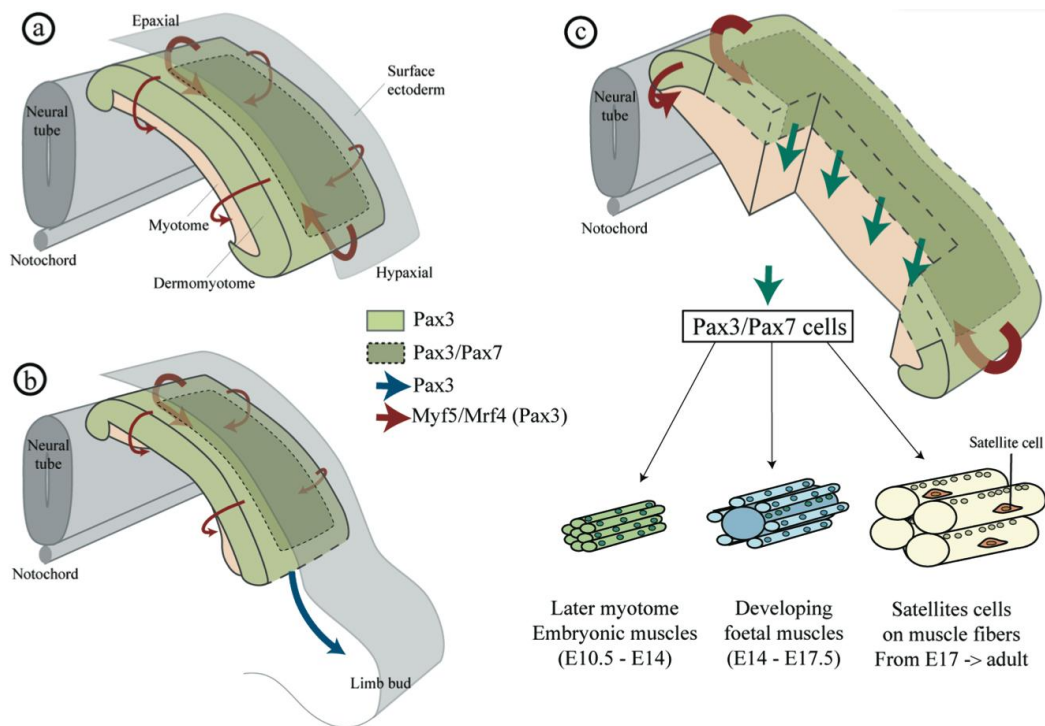 a
Epaxial
Surface
ectoderm
Neural
tube
Myotome
Notochord
Dermomyotome
Hypaxial
Pax3
Pax3/Pax7
Pax3
Myf5/Mrf4 (Pax3)
b
Neural
tube
Notochord
Limb bud
c
Neural
tube
Notochord
Pax3/Pax7 cells
Satellite cell
Later myotome
Embryonic muscles
(E10.5 - E14)
Developing
foetal muscles
(E14 - E17.5)
Satellites cells
on muscle fibers
From E17 -> adult